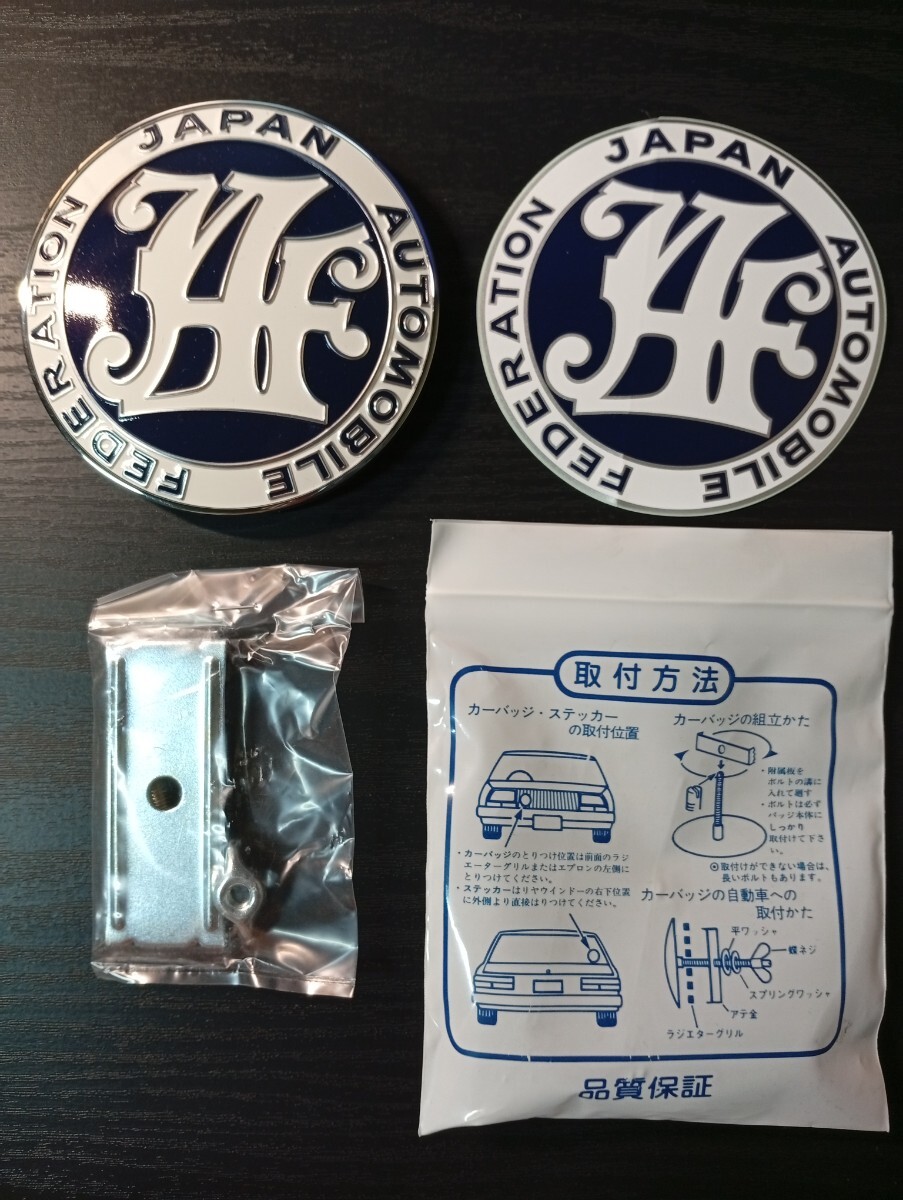 JAPAN AUTOMOBILE FEDERATION
JAF
JAPAN AUTOMOBILE FEDERATION
JAF
取付方法
カーバッジ・ステッカー
の取付位置
・カーバッジのとりつけ位置は前面のラジ
エーターグリルまたはエプロンの左側に
とりつけてください。
・ステッカーはリヤウインドーの右下位置
に外側より直接はりつけてください。
カーバッジの組立かた
・附属板を
ボルトの溝に
入れて廻す
・ボルトは必ず
バッジ本体に
しっかり
取付けて下さ
い。
⊙取付けができない場合は、
長いボルトもあります。
カーバッジの自動車への
取付かた
平ワッシャ
蝶ネジ
スプリングワッシャ
アテ金
ラジエターグリル
品質保証